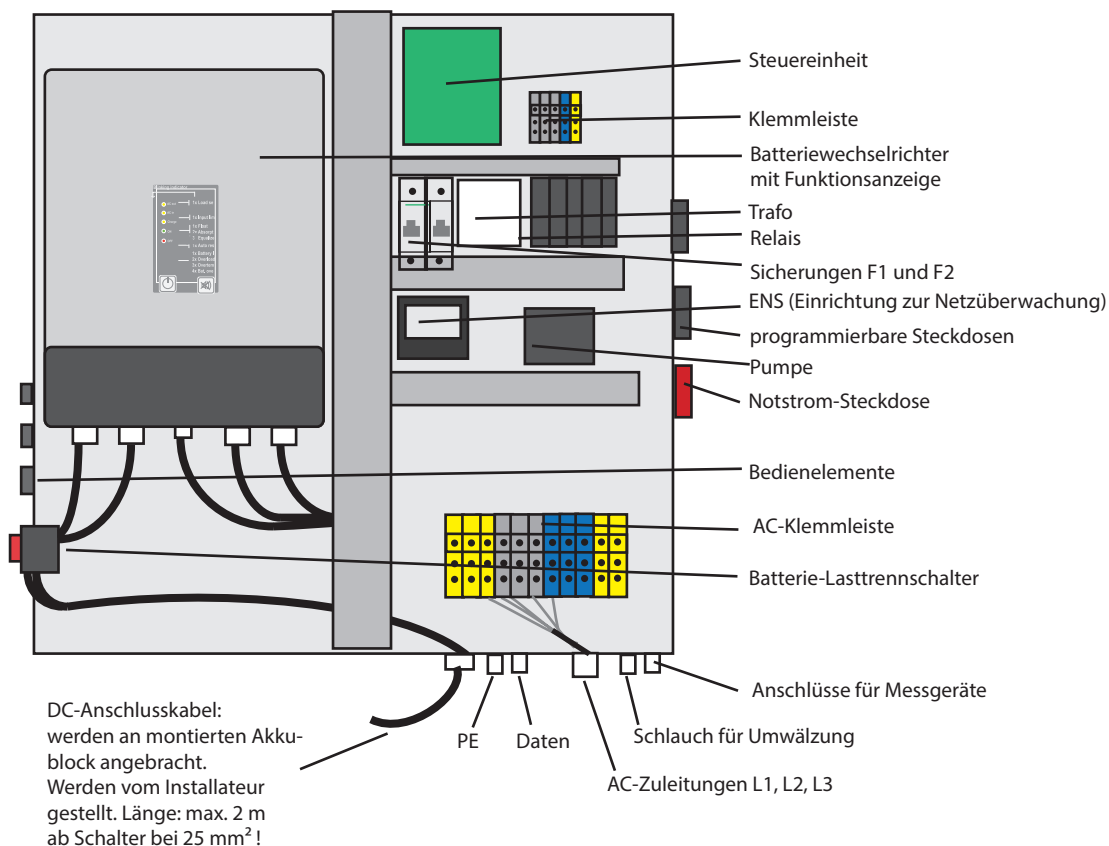 Steuereinheit
Klemmleiste
Batteriewechselrichter
mit Funktionsanzeige
Trafo
Relais
Sicherungen F1 und F2
ENS (Einrichtung zur Netzüberwachung)
programmierbare Steckdosen
Pumpe
Notstrom-Steckdose
Bedienelemente
AC-Klemmleiste
Batterie-Lasttrennschalter
Anschlüsse für Messgeräte
Schlauch für Umwälzung
AC-Zuleitungen L1, L2, L3
PE
Daten
DC-Anschlusskabel:
werden an montierten Akku-
block angebracht.
Werden vom Installateur
gestellt. Länge: max. 2 m
ab Schalter bei 25 mm² !